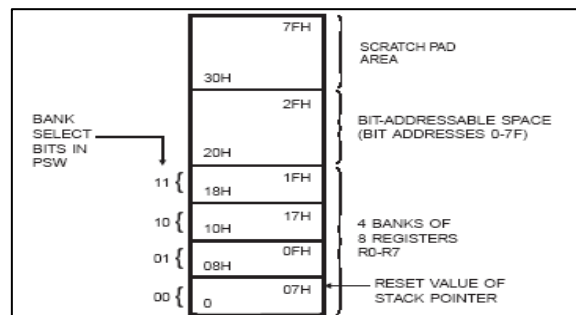 7FH
SCRATCH PAD
AREA
30H
2FH
BANK
SELECT
BITS IN
PSW
BIT-ADDRESSABLE SPACE
(BIT ADDRESSES 0-7F)
20H
11 { 1FH
18H
10 { 17H
10H
4 BANKS OF
8 REGISTERS
R0-R7
01 { 0FH
08H
00 { 07H
0
RESET VALUE OF
STACK POINTER